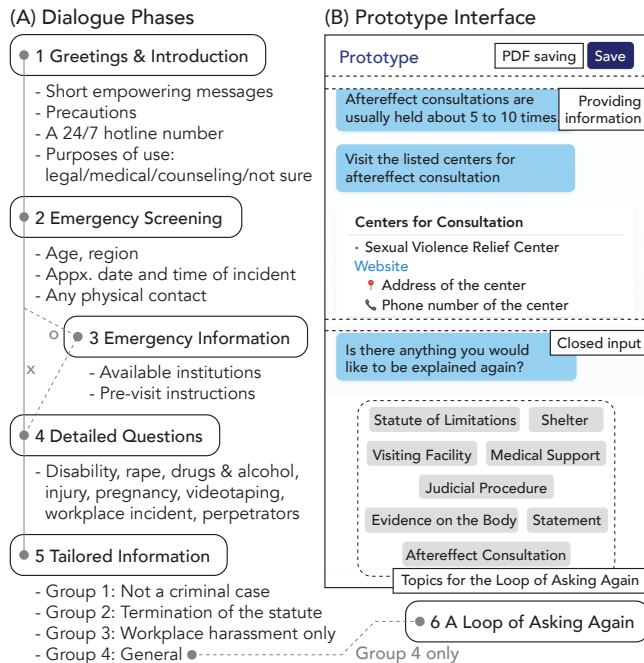 (A) Dialogue Phases
1 Greetings & Introduction
- Short empowering messages
- Precautions
- A 24/7 hotline number
- Purposes of use:
legal/medical/counseling/not sure
2 Emergency Screening
- Age, region
- Appx. date and time of incident
- Any physical contact
O
X
3 Emergency Information
- Available institutions
- Pre-visit instructions
4 Detailed Questions
- Disability, rape, drugs & alcohol,
injury, pregnancy, videotaping,
workplace incident, perpetrators
5 Tailored Information
- Group 1: Not a criminal case
- Group 2: Termination of the statute
- Group 3: Workplace harassment only
- Group 4: General
(B) Prototype Interface
Prototype
PDF saving
Save
Aftereffect consultations are
usually held about 5 to 10 times
Providing
information
Visit the listed centers for
aftereffect consultation
Centers for Consultation
· Sexual Violence Relief Center
Website
Address of the center
Phone number of the center
Closed input
Is there anything you would
like to be explained again?
Statute of Limitations
Shelter
Visiting Facility
Medical Support
Judicial Procedure
Evidence on the Body
Statement
Aftereffect Consultation
Topics for the Loop of Asking Again
6 A Loop of Asking Again
Group 4 only